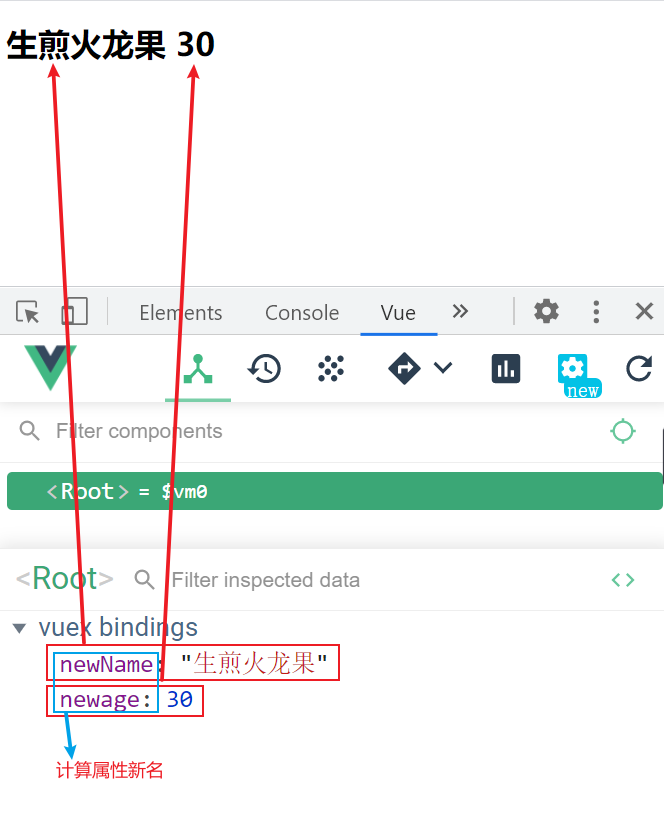 生煎火龙果 30
Elements Console Vue
new
Filter components
<Root> = $vm0
<Root> Filter inspected data
vuex bindings
newName: "生煎火龙果"
newage: 30
计算属性新名